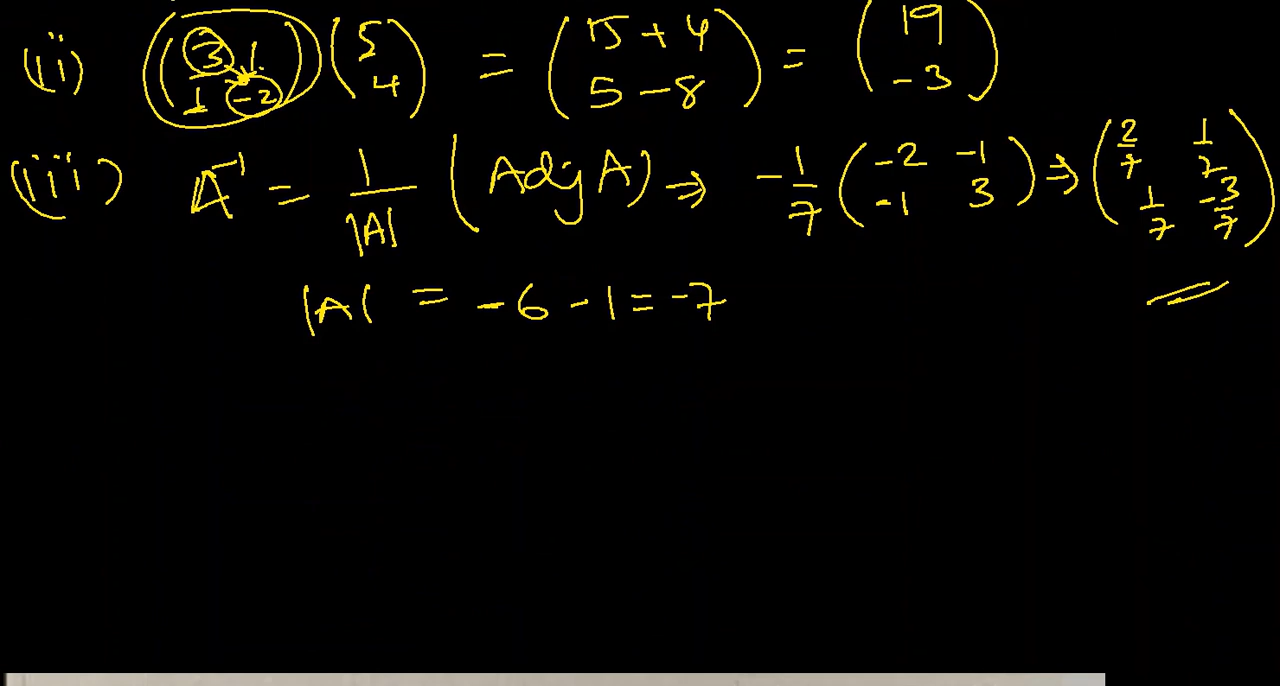 (ii) (3 1 / 1 -2) (5 / 4) = (15 + 4 / 5 - 8) = (19 / -3)
(iii) A⁻¹ = 1/|A| (Adj A) ⇒ -1/7 (-2 -1 / -1 3) ⇒ (2/7 1/7 / 1/7 -3/7)
|A| = -6 - 1 = -7